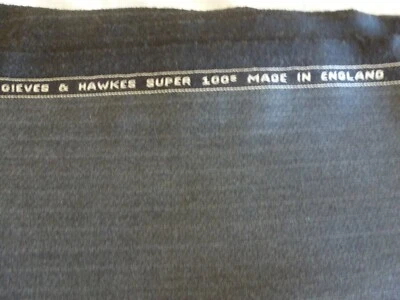 GIEVES & HAWKES SUPER 100s MADE IN ENGLAND